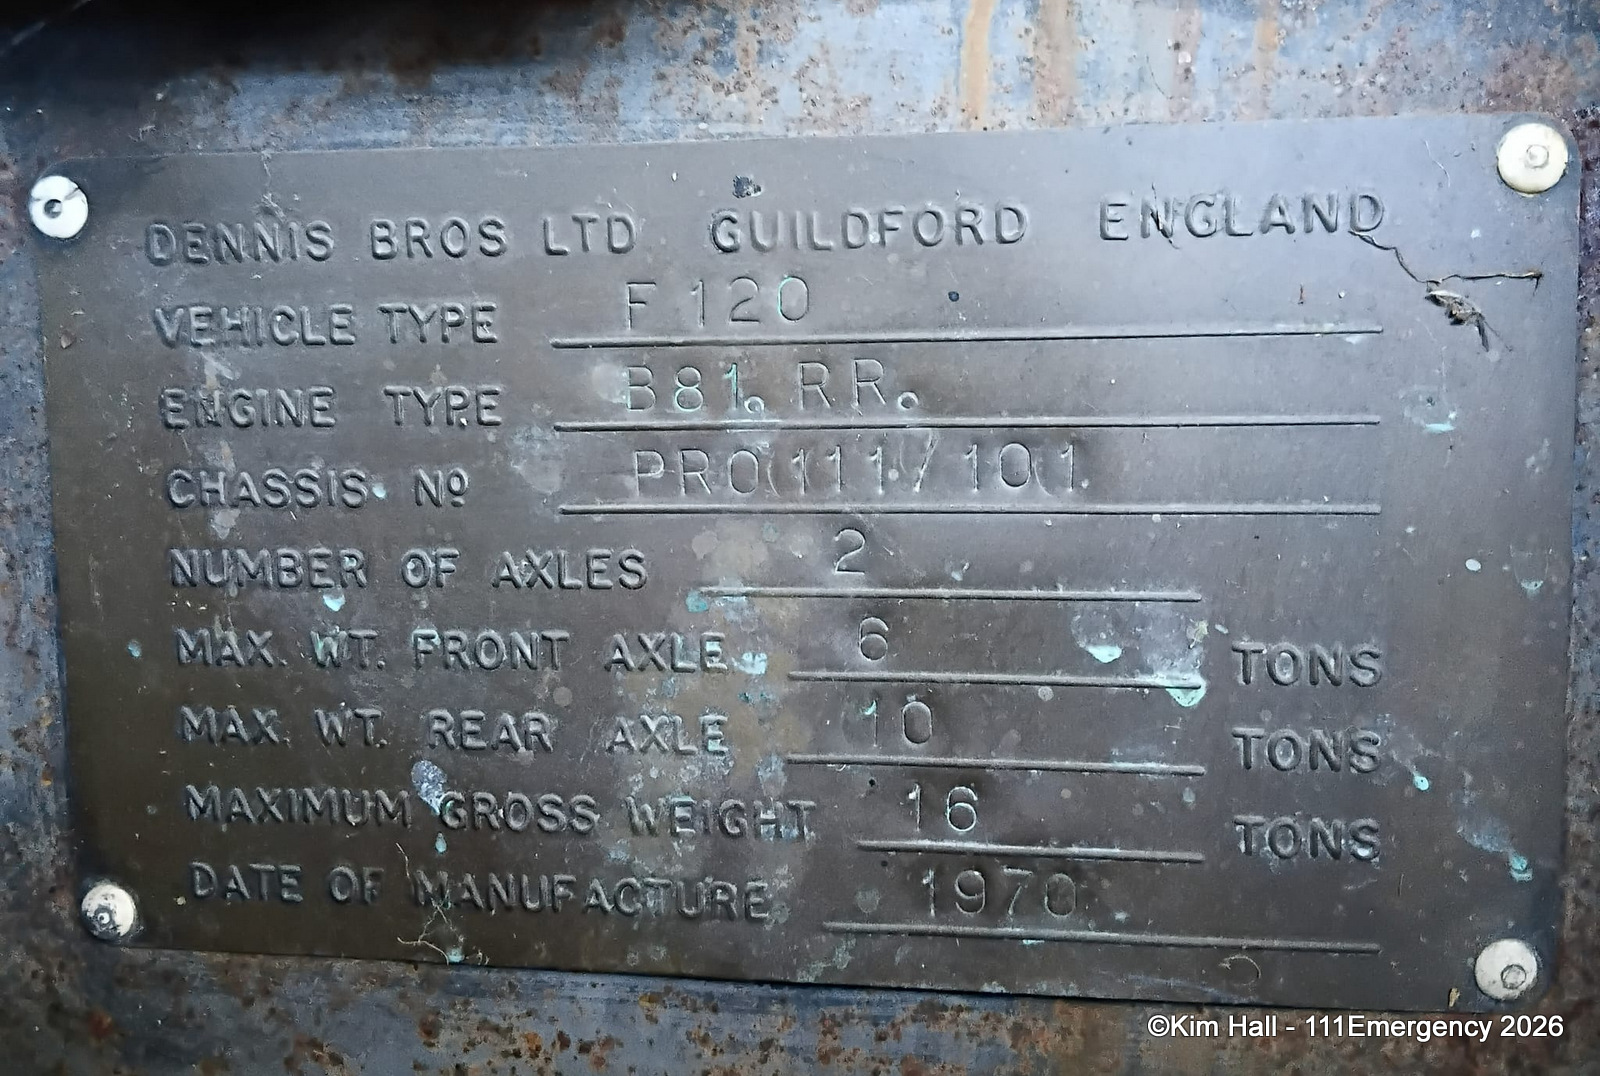 DENNIS BROS LTD GUILDFORD ENGLAND
VEHICLE TYPE F 120
ENGINE TYPE B81. RR.
CHASSIS Nº PRO 111/101
NUMBER OF AXLES 2
MAX. WT. FRONT AXLE 6 TONS
MAX. WT. REAR AXLE 10 TONS
MAXIMUM GROSS WEIGHT 16 TONS
DATE OF MANUFACTURE 1970
©Kim Hall - 111Emergency 2026